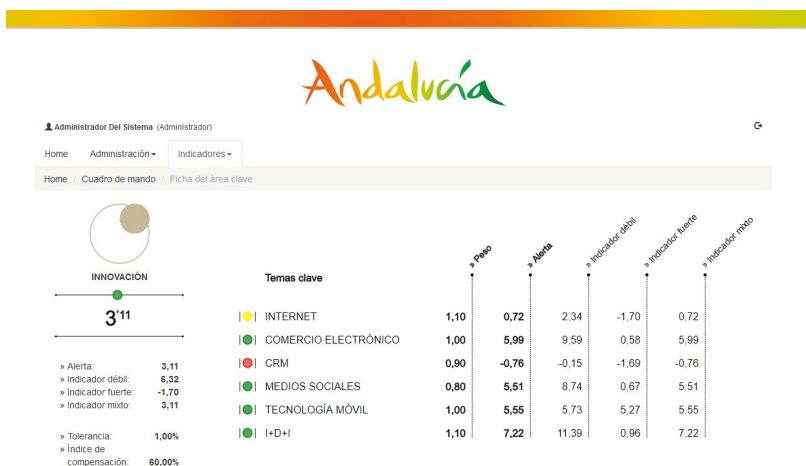 Andalucía
Administrador Del Sistema (Administrador)
Home Administración Indicadores
Home / Cuadro de mando / Ficha del área clave
INNOVACIÓN
3'11
» Alerta: 3,11
» Indicador débil: 6,32
» Indicador fuerte: -1,70
» Indicador mixto: 3,11
» Tolerancia: 1,00%
» Índice de
compensación: 60,00%
Temas clave » Peso » Alerta » Indicador débil » Indicador fuerte » Indicador mixto
INTERNET 1,10 0,72 2,34 -1,70 0,72
COMERCIO ELECTRÓNICO 1,00 5,99 9,59 0,58 5,99
CRM 0,90 -0,76 -0,15 -1,69 -0,76
MEDIOS SOCIALES 0,80 5,51 8,74 0,67 5,51
TECNOLOGÍA MÓVIL 1,00 5,55 5,73 5,27 5,55
I+D+I 1,10 7,22 11,39 0,96 7,22